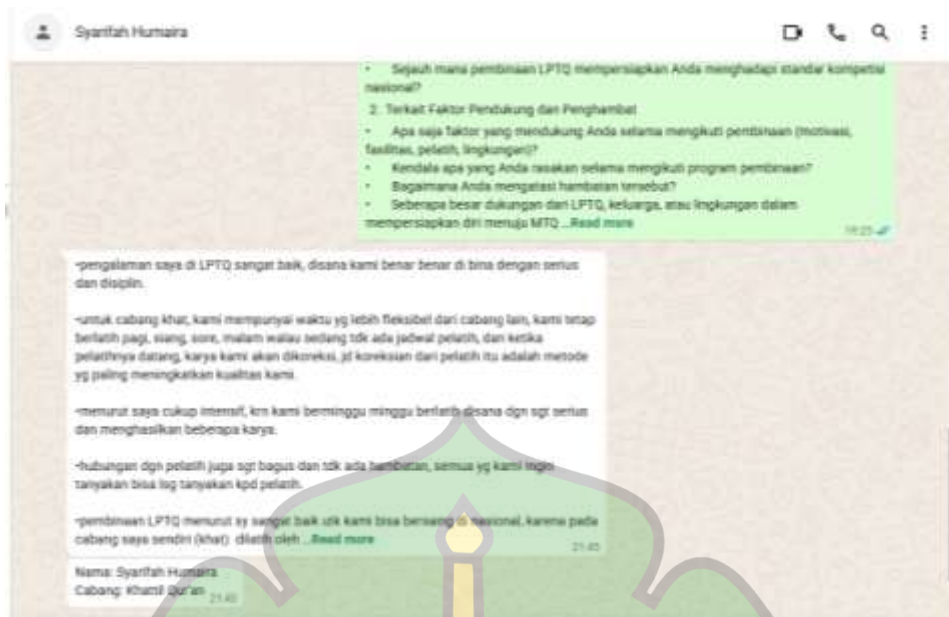 Syarifah Humaira
• Sejauh mana pembinaan LPTQ mempersiapkan Anda menghadapi standar kompetisi
nasional?
2. Terkait Faktor Pendukung dan Penghambat
• Apa saja faktor yang mendukung Anda selama mengikuti pembinaan (motivasi,
fasilitas, pelatih, lingkungan)?
• Kendala apa yang Anda rasakan selama mengikuti program pembinaan?
• Bagaimana Anda mengatasi hambatan tersebut?
• Seberapa besar dukungan dari LPTQ, keluarga, atau lingkungan dalam
mempersiapkan diri menuju MTQ ...Read more
19:25
-pengalaman saya di LPTQ sangat baik, disana kami benar benar di bina dengan serius
dan disiplin.
-untuk cabang khat, kami mempunyai waktu yg lebih fleksibel dari cabang lain, kami tetap
berlatih pagi, siang, sore, malam walau sedang tdk ada jadwal pelatih, dan ketika
pelatihnya datang, karya kami akan dikoreksi, jd koreksian dari pelatih itu adalah metode
yg paling meningkatkan kualitas kami.
-menurut saya cukup intensif, krn kami berminggu minggu berlatih disana dgn sgt serius
dan menghasilkan beberapa karya.
-hubungan dgn pelatih juga sgt bagus dan tdk ada hambatan, semua yg kami ingin
tanyakan bisa lsg tanyakan kpd pelatih.
-pembinaan LPTQ menurut sy sangat baik utk kami bisa bersaing di nasional, karena pada
cabang saya sendiri (khat) dilatih oleh ...Read more
21:40
Nama: Syarifah Humaira
Cabang: Khattil Qur'an
21:40